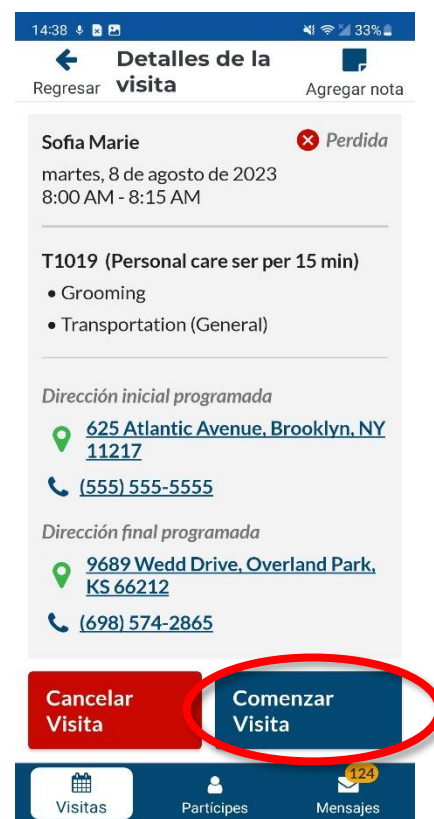 14:38
33%
Detalles de la
visita
Regresar
Agregar nota
Sofia Marie
Perdida
martes, 8 de agosto de 2023
8:00 AM - 8:15 AM
T1019 (Personal care ser per 15 min)
• Grooming
• Transportation (General)
Dirección inicial programada
625 Atlantic Avenue, Brooklyn, NY
11217
(555) 555-5555
Dirección final programada
9689 Wedd Drive, Overland Park,
KS 66212
(698) 574-2865
Cancelar
Visita
Comenzar
Visita
124
Visitas
Partícipes
Mensajes